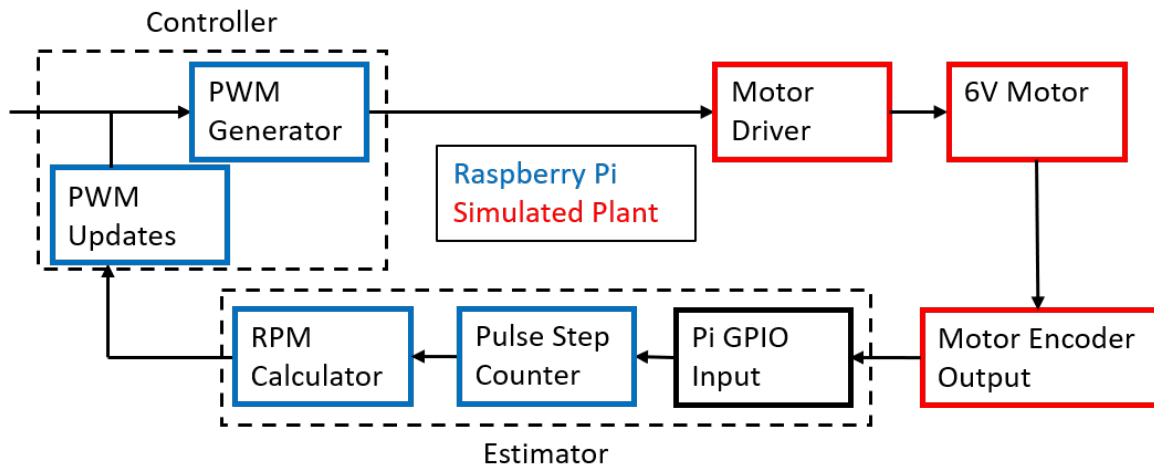 Controller
PWM
Generator
Motor
Driver
6V Motor
PWM
Updates
Raspberry Pi
Simulated Plant
RPM
Calculator
Pulse Step
Counter
Pi GPIO
Input
Motor Encoder
Output
Estimator